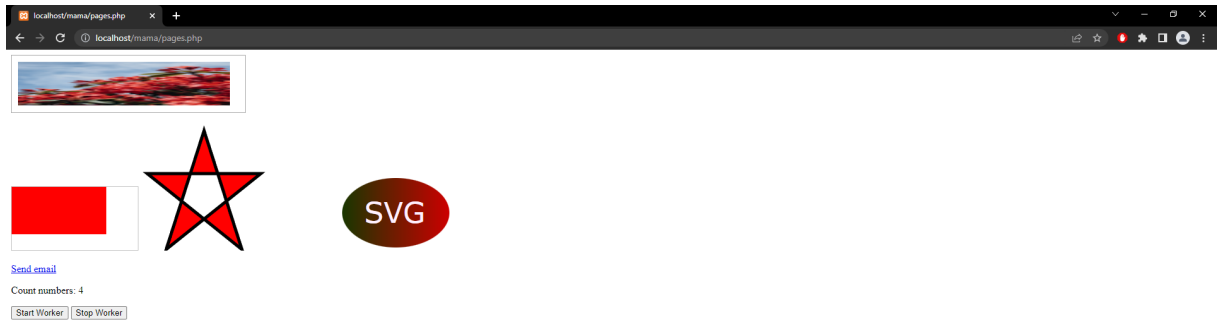 localhost/mama/pages.php
localhost/mama/pages.php
SVG
Send email
Count numbers: 4
Start Worker Stop Worker